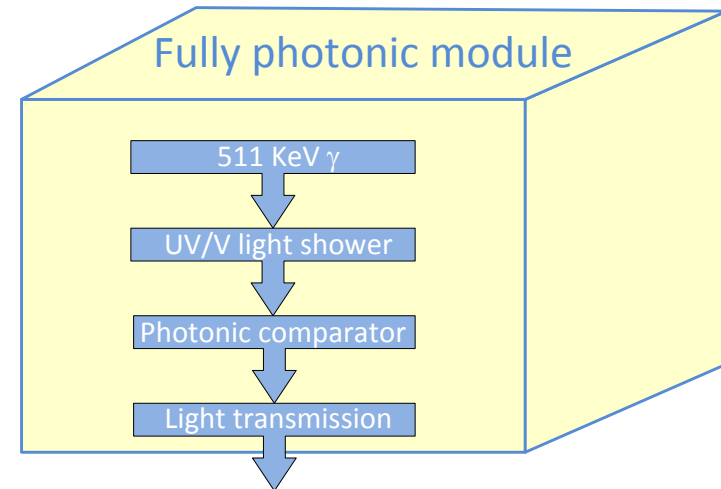 Fully photonic module
511 KeV γ
UV/V light shower
Photonic comparator
Light transmission